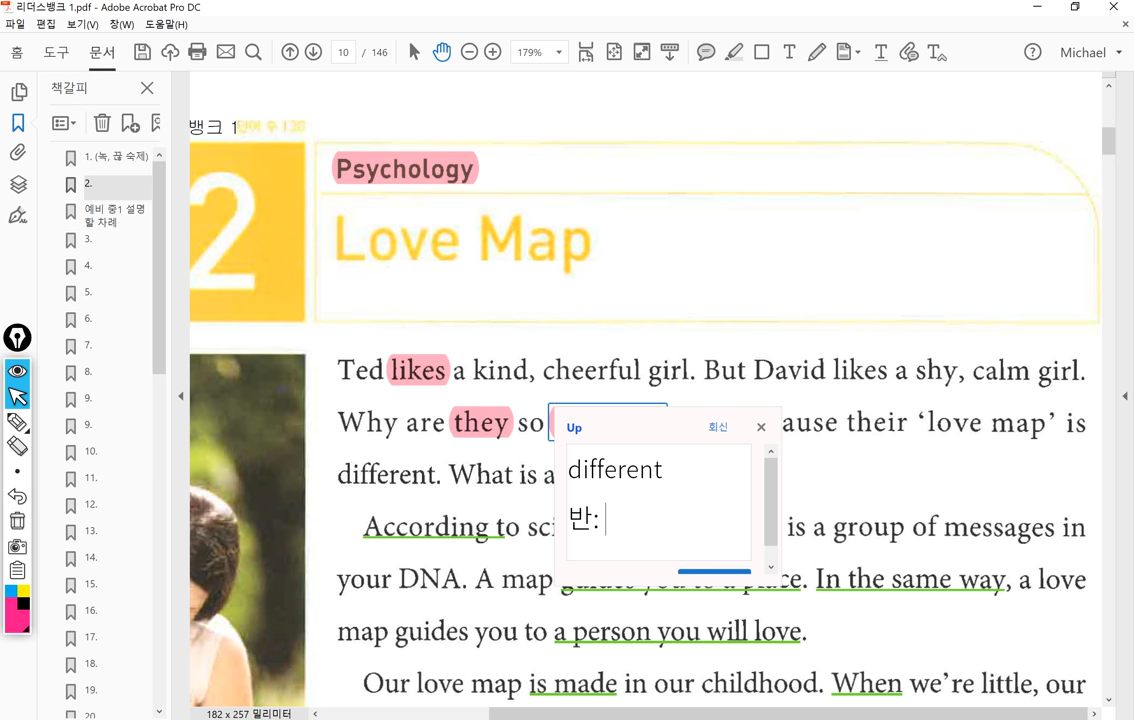 리더스뱅크 1.pdf - Adobe Acrobat Pro DC
파일 편집 보기(V) 창(W) 도움말(H)
홈 도구 문서 10 / 146 179% Michael
책갈피
1. (녹, 끊 숙제)
2.
예비 중1 설명
할 차례
3.
4.
5.
6.
7.
8.
9.
9.
10.
11.
12.
13.
14.
15.
16.
17.
18.
19.
20
뱅크 1
2
Psychology
Love Map
Ted likes a kind, cheerful girl. But David likes a shy, calm girl.
Why are they so ause their ‘love map’ is
different. What is a
According to sci is a group of messages in
your DNA. A map guides you to a place. In the same way, a love
map guides you to a person you will love.
Our love map is made in our childhood. When we’re little, our
Up 회신
different
반:
182 x 257 밀리미터